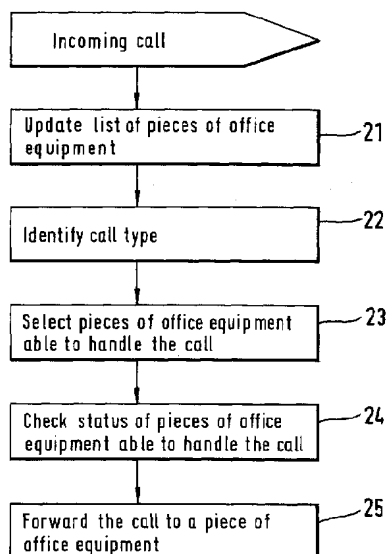 Incoming call
Update list of pieces of office
equipment
21
Identify call type
22
Select pieces of office equipment
able to handle the call
23
Check status of pieces of office
equipment able to handle the call
24
Forward the call to a piece of
office equipment
25